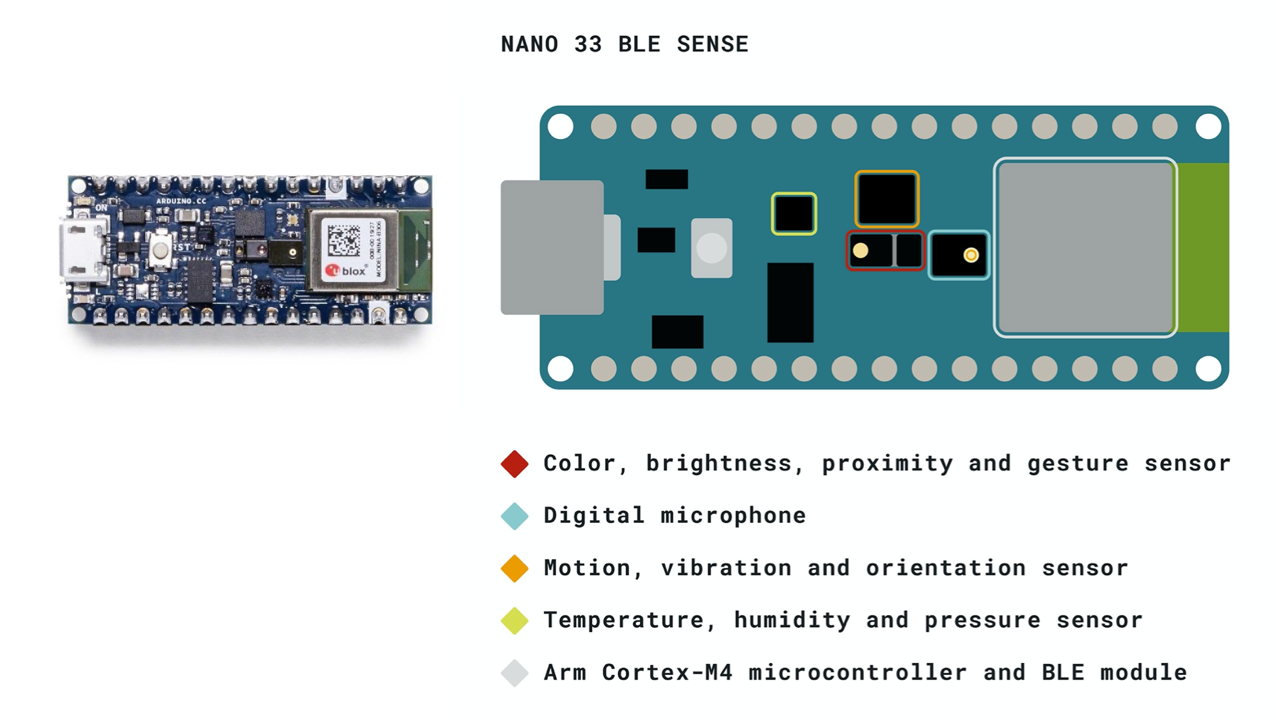 NANO 33 BLE SENSE
ARDUINO.CC
ON
RST
blox
Color, brightness, proximity and gesture sensor
Digital microphone
Motion, vibration and orientation sensor
Temperature, humidity and pressure sensor
Arm Cortex-M4 microcontroller and BLE module